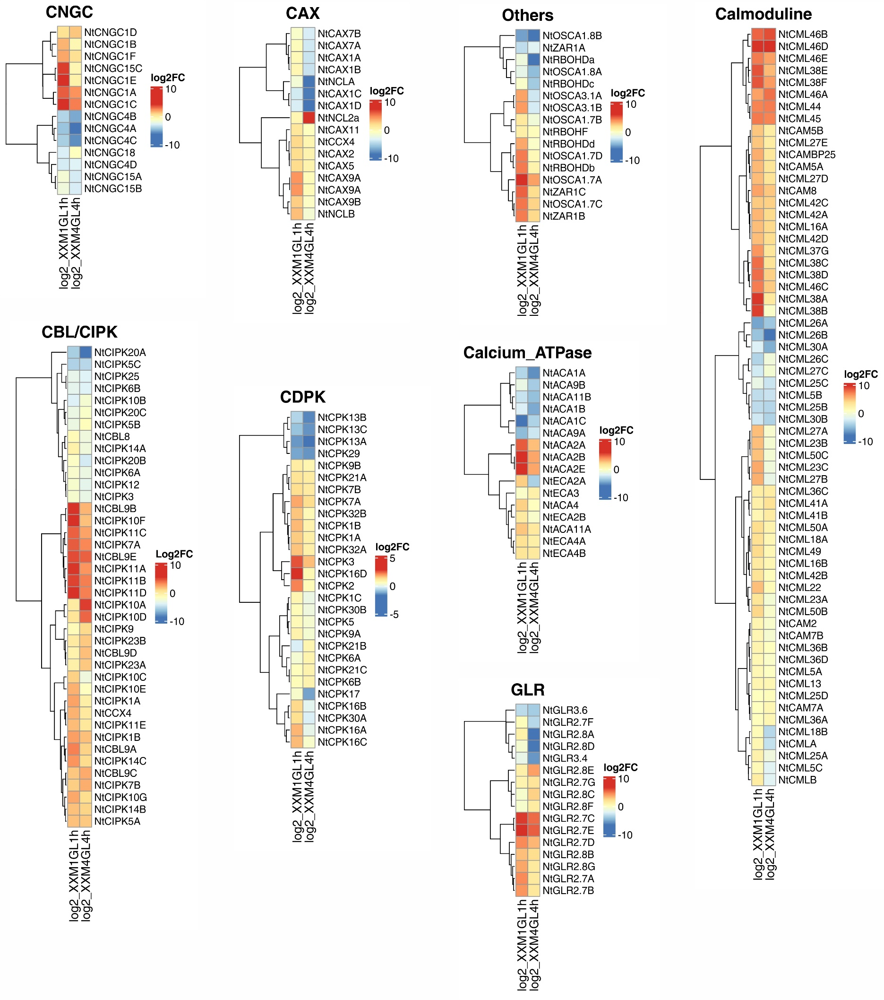 CNGC
NtCNGC1D
NtCNGC1B
NtCNGC1F
NtCNGC15C
NtCNGC1E
NtCNGC1A
NtCNGC1C
NtCNGC4B
NtCNGC4A
NtCNGC4C
NtCNGC18
NtCNGC4D
NtCNGC15A
NtCNGC15B
log2_XXM1GL1h
log2_XXM4GL4h
log2FC
10
0
-10
CAX
NtCAX7B
NtCAX7A
NtCAX1A
NtCAX1B
NtNCLA
NtCAX1C
NtCAX1D
NtNCL2a
NtCAX11
NtCCX4
NtCAX2
NtCAX5
NtCAX9A
NtCAX9A
NtCAX9B
NtNCLB
log2_XXM1GL1h
log2_XXM4GL4h
log2FC
10
0
-10
Others
NtOSCA1.8B
NtZAR1A
NtRBOHDa
NtOSCA1.8A
NtRBOHDc
NtOSCA3.1A
NtOSCA3.1B
NtOSCA1.7B
NtRBOHF
NtRBOHDd
NtOSCA1.7D
NtRBOHDb
NtOSCA1.7A
NtZAR1C
NtOSCA1.7C
NtZAR1B
log2_XXM1GL1h
log2_XXM4GL4h
log2FC
10
0
-10
Calmoduline
NtCML46B
NtCML46D
NtCML46E
NtCML38E
NtCML38F
NtCML46A
NtCML44
NtCML45
NtCAM5B
NtCML27E
NtCAMBP25
NtCAM5A
NtCML27D
NtCAM8
NtCML42C
NtCML42A
NtCML16A
NtCML42D
NtCML37G
NtCML38C
NtCML38D
NtCML46C
NtCML38A
NtCML38B
NtCML26A
NtCML26B
NtCML30A
NtCML26C
NtCML27C
NtCML25C
NtCML5B
NtCML25B
NtCML30B
NtCML27A
NtCML23B
NtCML50C
NtCML23C
NtCML27B
NtCML36C
NtCML41A
NtCML41B
NtCML50A
NtCML18A
NtCML49
NtCML16B
NtCML42B
NtCML22
NtCML23A
NtCML50B
NtCAM2
NtCAM7B
NtCML36B
NtCML36D
NtCML5A
NtCML13
NtCML25D
NtCAM7A
NtCML36A
NtCML18B
NtCMLA
NtCML25A
NtCML5C
NtCMLB
log2_XXM1GL1h
log2_XXM4GL4h
log2FC
10
0
-10
CBL/CIPK
NtCIPK20A
NtCIPK5C
NtCIPK25
NtCIPK6B
NtCIPK10B
NtCIPK20C
NtCIPK5B
NtCBL8
NtCIPK14A
NtCIPK20B
NtCIPK6A
NtCIPK12
NtCIPK3
NtCBL9B
NtCIPK10F
NtCIPK11C
NtCIPK7A
NtCBL9E
NtCIPK11A
NtCIPK11B
NtCIPK11D
NtCIPK10A
NtCIPK10D
NtCIPK9
NtCIPK23B
NtCBL9D
NtCIPK23A
NtCIPK10C
NtCIPK10E
NtCIPK1A
NtCCX4
NtCIPK11E
NtCIPK1B
NtCBL9A
NtCIPK14C
NtCBL9C
NtCIPK7B
NtCIPK10G
NtCIPK14B
NtCIPK5A
log2_XXM1GL1h
log2_XXM4GL4h
Log2FC
10
0
-10
CDPK
NtCPK13B
NtCPK13C
NtCPK13A
NtCPK29
NtCPK9B
NtCPK21A
NtCPK7B
NtCPK7A
NtCPK32B
NtCPK1B
NtCPK1A
NtCPK32A
NtCPK3
NtCPK16D
NtCPK2
NtCPK1C
NtCPK30B
NtCPK5
NtCPK9A
NtCPK21B
NtCPK6A
NtCPK21C
NtCPK6B
NtCPK17
NtCPK16B
NtCPK30A
NtCPK16A
NtCPK16C
log2_XXM1GL1h
log2_XXM4GL4h
log2FC
5
0
-5
Calcium_ATPase
NtACA1A
NtACA9B
NtACA11B
NtACA1B
NtACA1C
NtACA9A
NtACA2A
NtACA2B
NtACA2E
NtECA2A
NtECA3
NtACA4
NtECA2B
NtACA11A
NtECA4A
NtECA4B
log2_XXM1GL1h
log2_XXM4GL4h
log2FC
10
0
-10
GLR
NtGLR3.6
NtGLR2.7F
NtGLR2.8A
NtGLR2.8D
NtGLR3.4
NtGLR2.8E
NtGLR2.7G
NtGLR2.8C
NtGLR2.8F
NtGLR2.7C
NtGLR2.7E
NtGLR2.7D
NtGLR2.8B
NtGLR2.8G
NtGLR2.7A
NtGLR2.7B
log2_XXM1GL1h
log2_XXM4GL4h
log2FC
10
0
-10